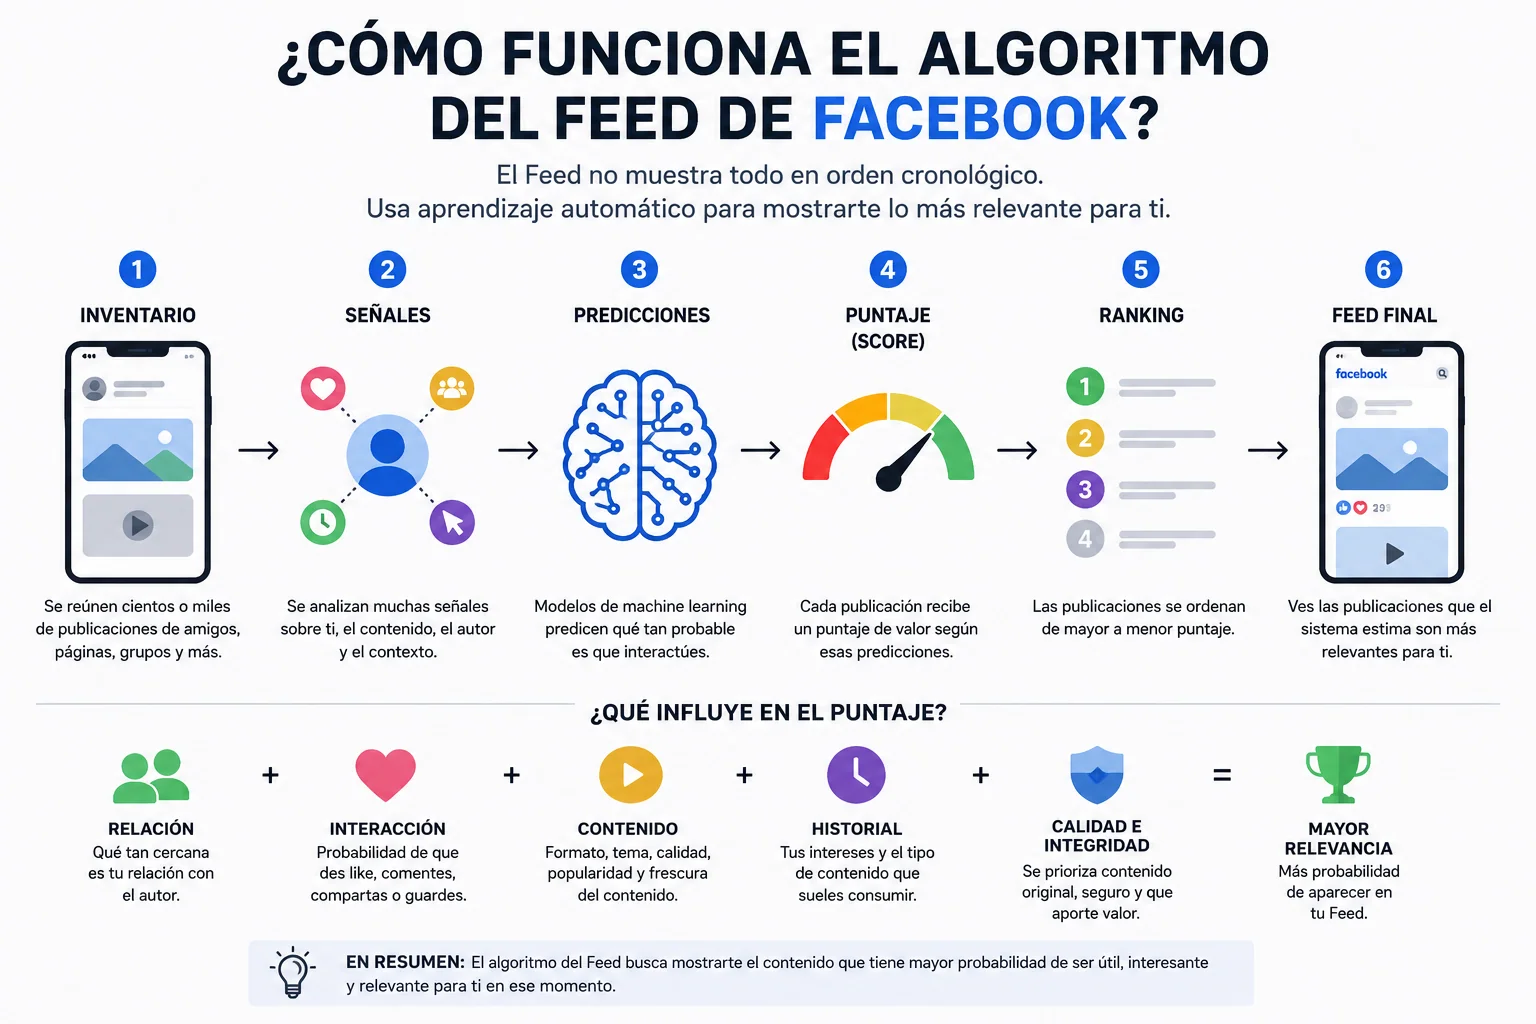 ¿CÓMO FUNCIONA EL ALGORITMO
DEL FEED DE FACEBOOK?
El Feed no muestra todo en orden cronológico.
Usa aprendizaje automático para mostrarte lo más relevante para ti.
1
INVENTARIO
Se reúnen cientos o miles
de publicaciones de amigos,
páginas, grupos y más.
2
SEÑALES
Se analizan muchas señales
sobre ti, el contenido, el autor
y el contexto.
3
PREDICCIONES
Modelos de machine learning
predicen qué tan probable
es que interactúes.
4
PUNTAJE
(SCORE)
Cada publicación recibe
un puntaje de valor según
esas predicciones.
5
RANKING
1
2
3
4
Las publicaciones se ordenan
de mayor a menor puntaje.
6
FEED FINAL
facebook
Ves las publicaciones que el
sistema estima son más
relevantes para ti.
¿QUÉ INFLUYE EN EL PUNTAJE?
RELACIÓN
Qué tan cercana
es tu relación con
el autor.
+
INTERACCIÓN
Probabilidad de que
des like, comentes,
compartas o guardes.
+
CONTENIDO
Formato, tema, calidad,
popularidad y frescura
del contenido.
+
HISTORIAL
Tus intereses y el tipo
de contenido que
sueles consumir.
+
CALIDAD E
INTEGRIDAD
Se prioriza contenido
original, seguro y que
aporte valor.
=
MAYOR
RELEVANCIA
Más probabilidad
de aparecer en
tu Feed.
EN RESUMEN: El algoritmo del Feed busca mostrarte el contenido que tiene mayor probabilidad de ser útil, interesante
y relevante para ti en ese momento.